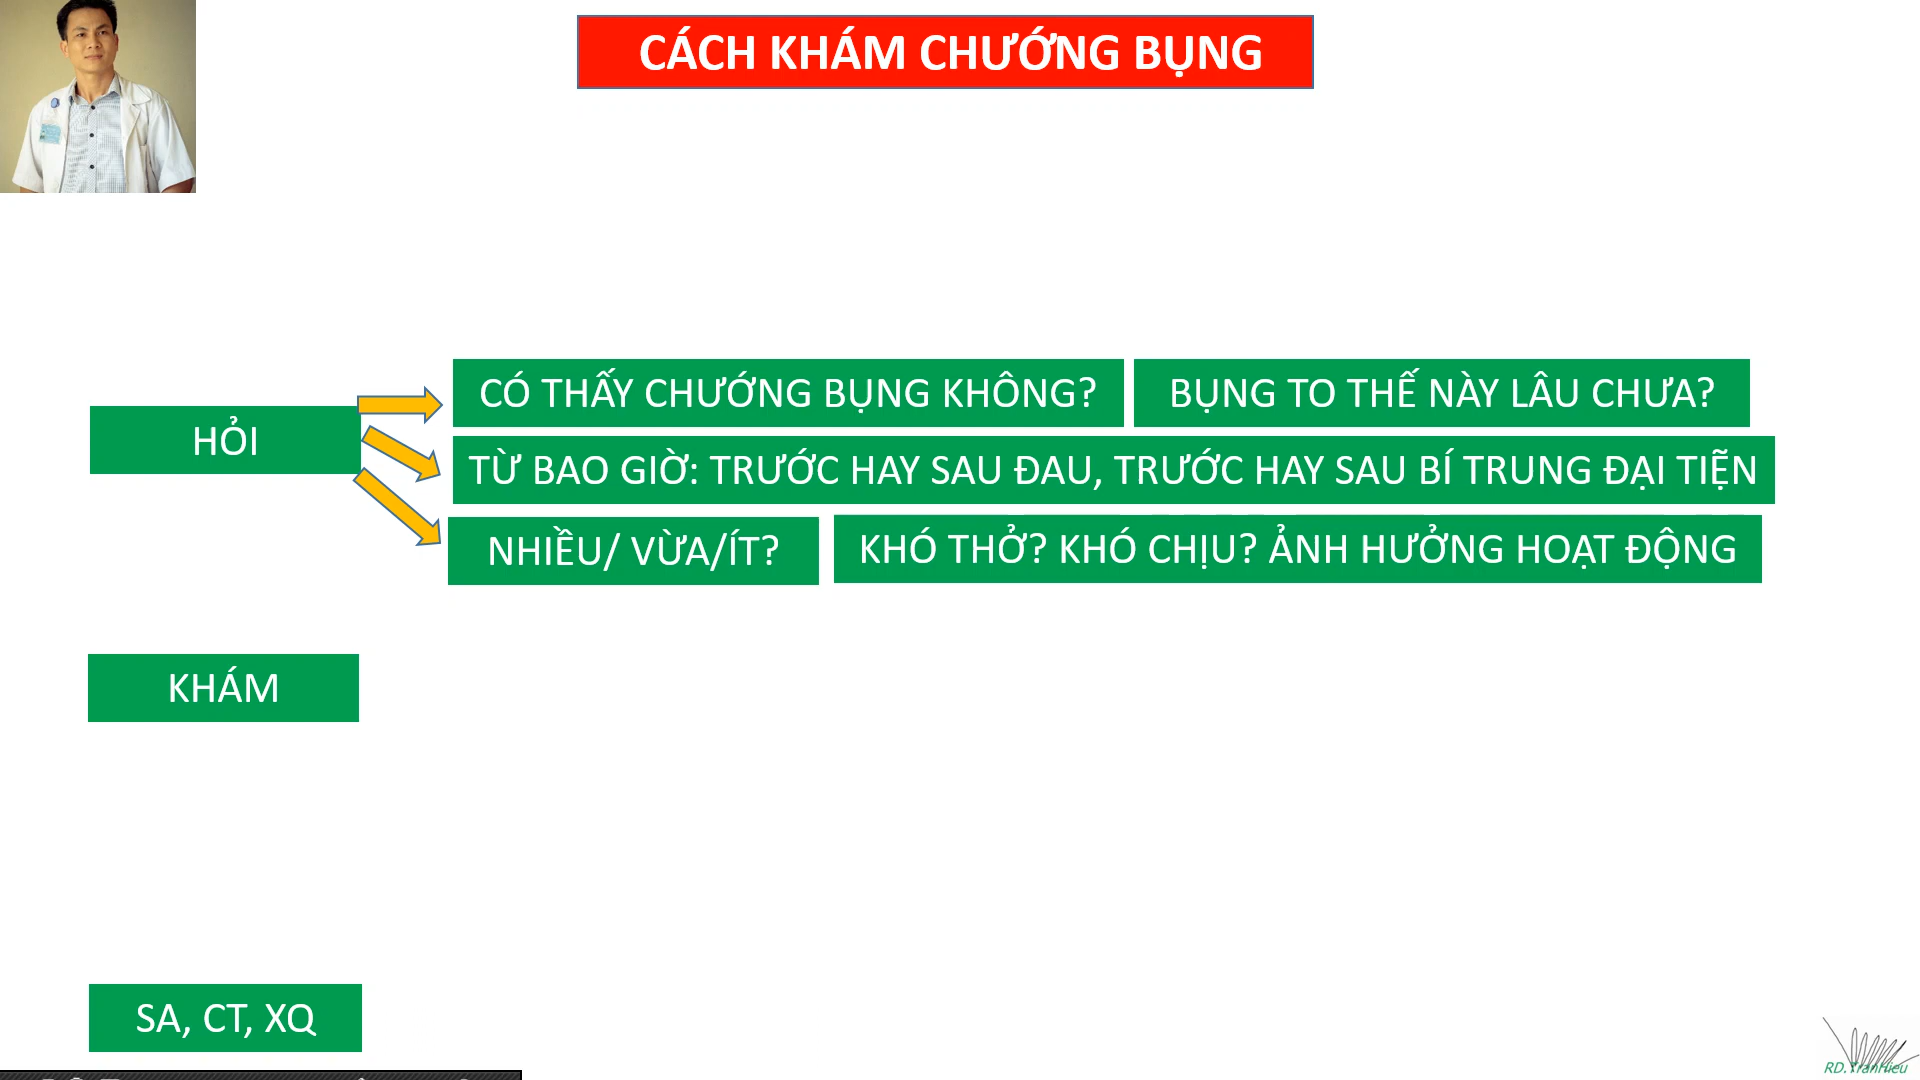 CÁCH KHÁM CHƯỚNG BỤNG
HỎI
CÓ THẤY CHƯỚNG BỤNG KHÔNG?
BỤNG TO THẾ NÀY LÂU CHƯA?
TỪ BAO GIỜ: TRƯỚC HAY SAU ĐAU, TRƯỚC HAY SAU BÍ TRUNG ĐẠI TIỆN
NHIỀU/ VỪA/ÍT?
KHÓ THỞ? KHÓ CHỊU? ẢNH HƯỞNG HOẠT ĐỘNG
KHÁM
SA, CT, XQ
RD.TranHieu